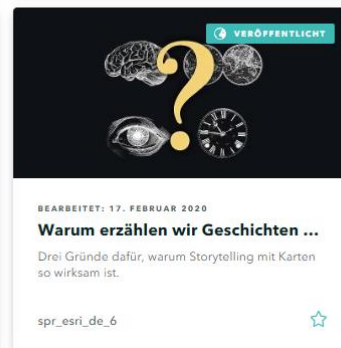 VERÖFFENTLICHT
?
BEARBEITET: 17. FEBRUAR 2020
Warum erzählen wir Geschichten ...
Drei Gründe dafür, warum Storytelling mit Karten
so wirksam ist.
spr_esri_de_6